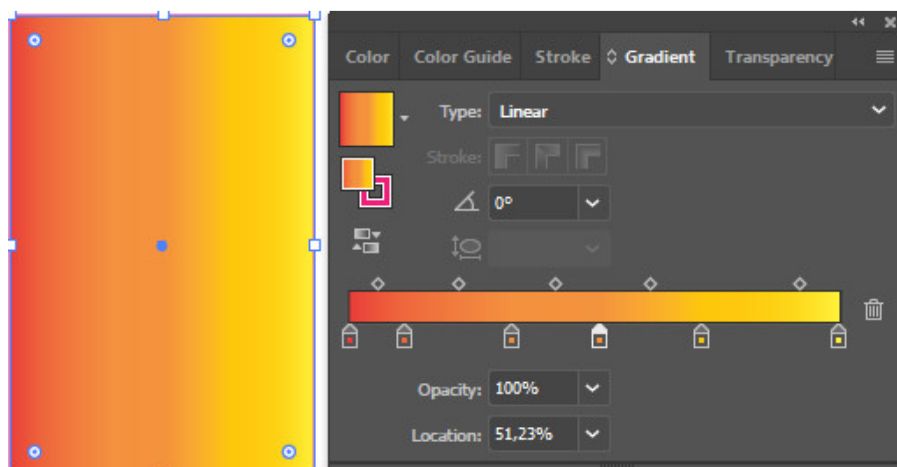 Color Color Guide Stroke Gradient Transparency
Type: Linear
Stroke:
0°
Opacity: 100%
Location: 51,23%